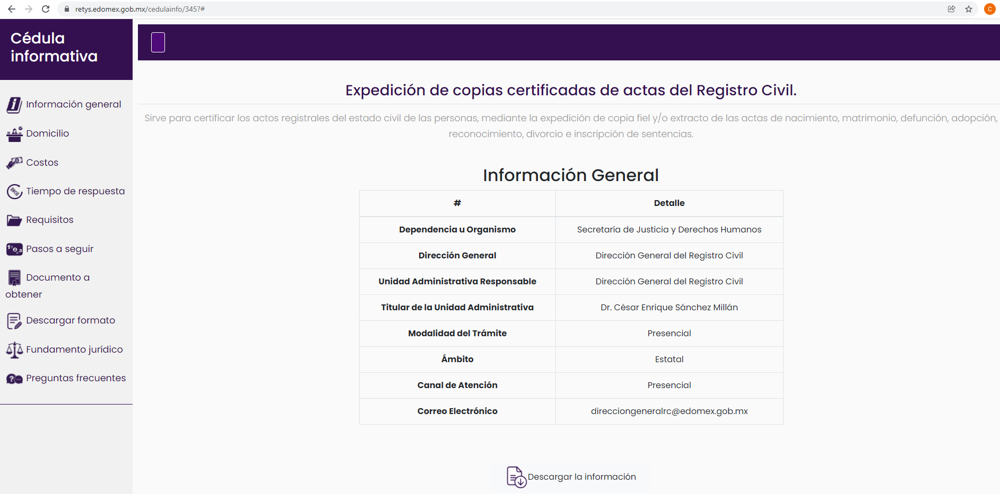 retys.edomex.gob.mx/cedulainfo/345?#
C
Cédula
informativa
Información general
Domicilio
Costos
Tiempo de respuesta
Requisitos
Pasos a seguir
Documento a
obtener
Descargar formato
Fundamento jurídico
Preguntas frecuentes
Expedición de copias certificadas de actas del Registro Civil.
Sirve para certificar los actos registrales del estado civil de las personas, mediante la expedición de copia fiel y/o extracto de las actas de nacimiento, matrimonio, defunción, adopción,
reconocimiento, divorcio e inscripción de sentencias.
Información General
# Detalle
Dependencia u Organismo Secretaría de Justicia y Derechos Humanos
Dirección General Dirección General del Registro Civil
Unidad Administrativa Responsable Dirección General del Registro Civil
Titular de la Unidad Administrativa Dr. César Enrique Sánchez Millán
Modalidad del Trámite Presencial
Ámbito Estatal
Canal de Atención Presencial
Correo Electrónico direcciongeneralrc@edomex.gob.mx
Descargar la información